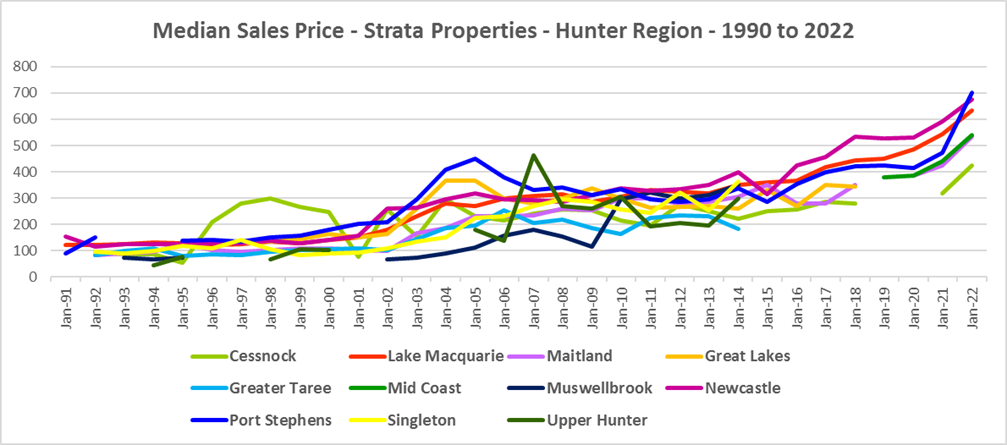 Median Sales Price - Strata Properties - Hunter Region - 1990 to 2022
800
700
600
500
400
300
200
100
0
Jan-91 Jan-92 Jan-93 Jan-94 Jan-95 Jan-96 Jan-97 Jan-98 Jan-99 Jan-00 Jan-01 Jan-02 Jan-03 Jan-04 Jan-05 Jan-06 Jan-07 Jan-08 Jan-09 Jan-10 Jan-11 Jan-12 Jan-13 Jan-14 Jan-15 Jan-16 Jan-17 Jan-18 Jan-19 Jan-20 Jan-21 Jan-22
Cessnock Lake Macquarie Maitland Great Lakes
Greater Taree Mid Coast Muswellbrook Newcastle
Port Stephens Singleton Upper Hunter